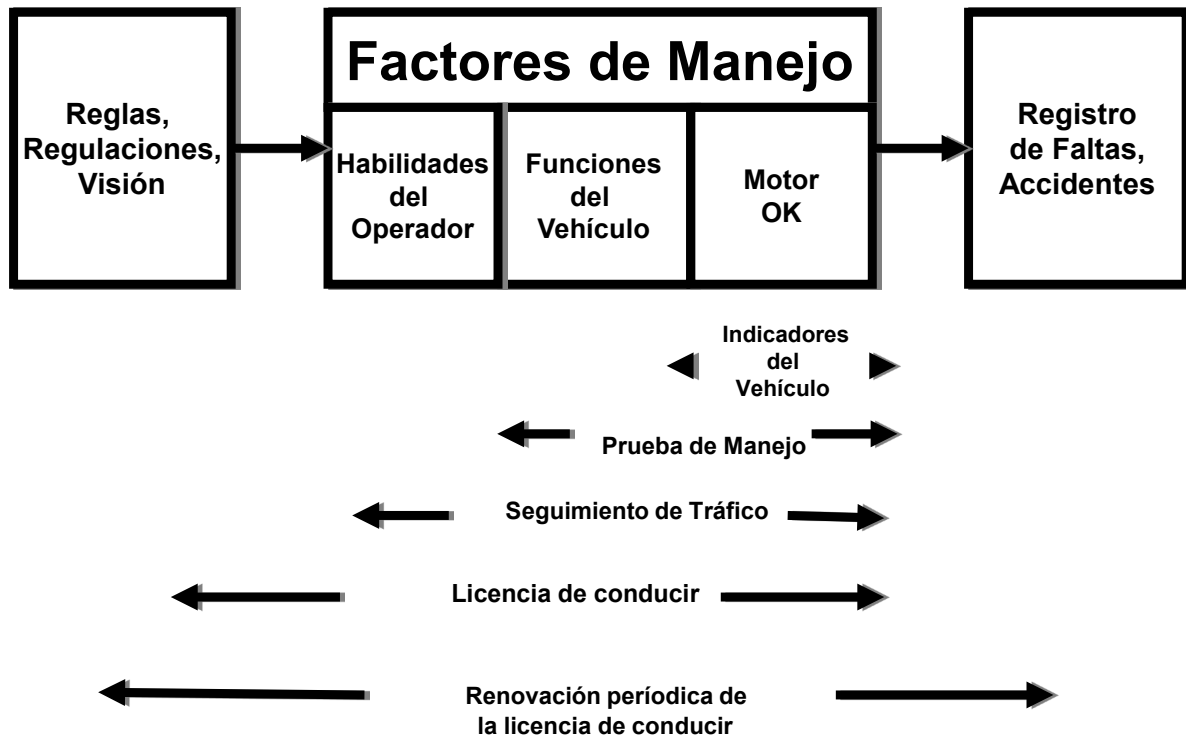 Factores de Manejo
Reglas,
Regulaciones,
Visión
Habilidades
del
Operador
Funciones
del
Vehículo
Motor
OK
Registro
de Faltas,
Accidentes
Indicadores
del
Vehículo
Prueba de Manejo
Seguimiento de Tráfico
Licencia de conducir
Renovación períodica de
la licencia de conducir